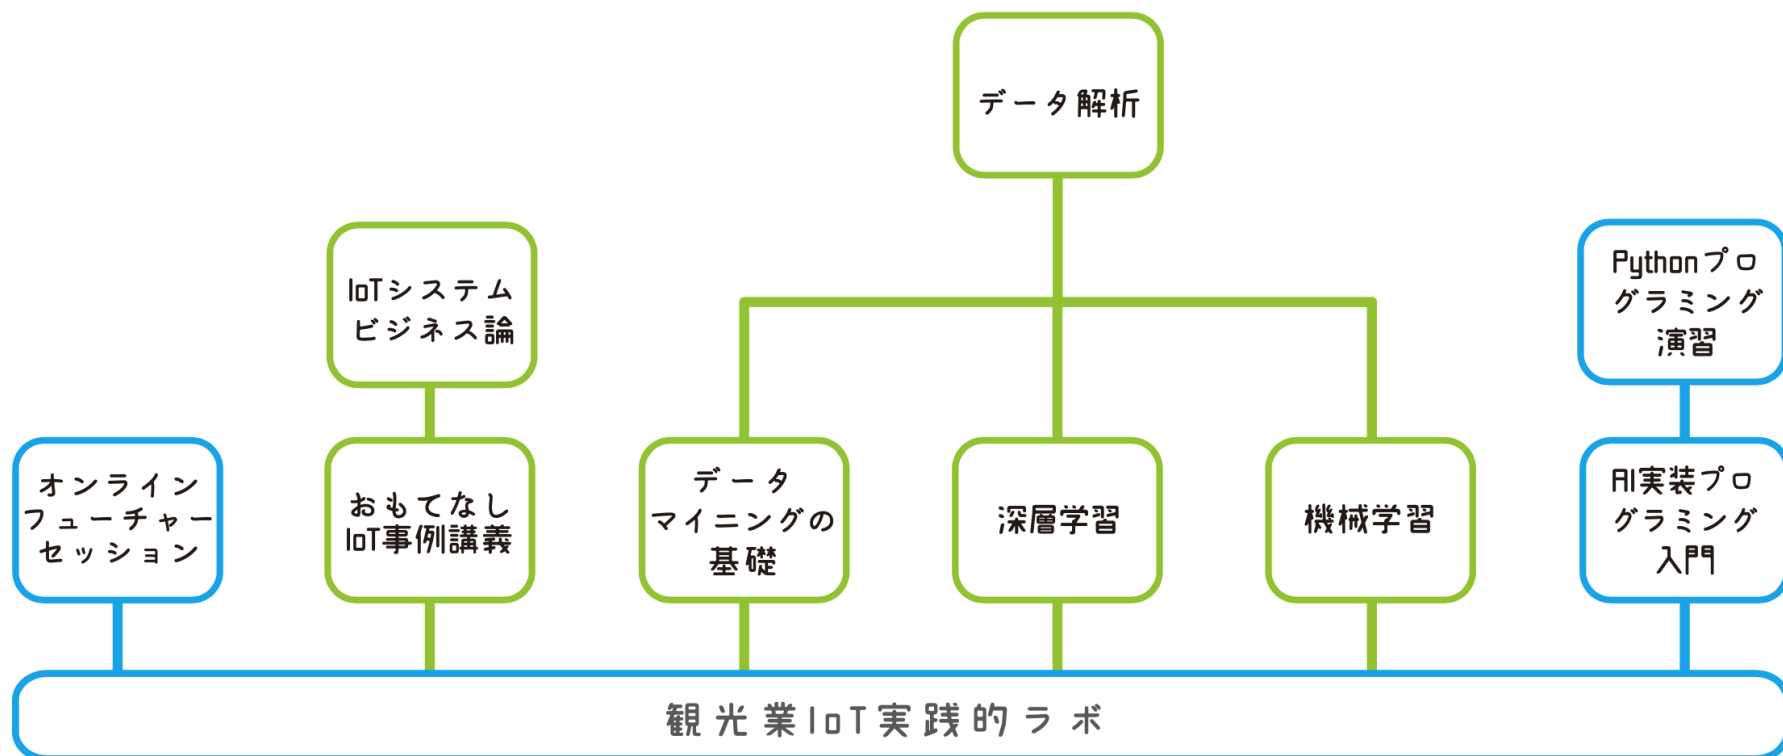 データ解析
IoTシステム
ビジネス論
Pythonプロ
グラミング
演習
オンライン
フューチャー
セッション
おもてなし
IoT事例講義
データ
マイニングの
基礎
深層学習
機械学習
AI実装プロ
グラミング
入門
観光業IoT実践的ラボ